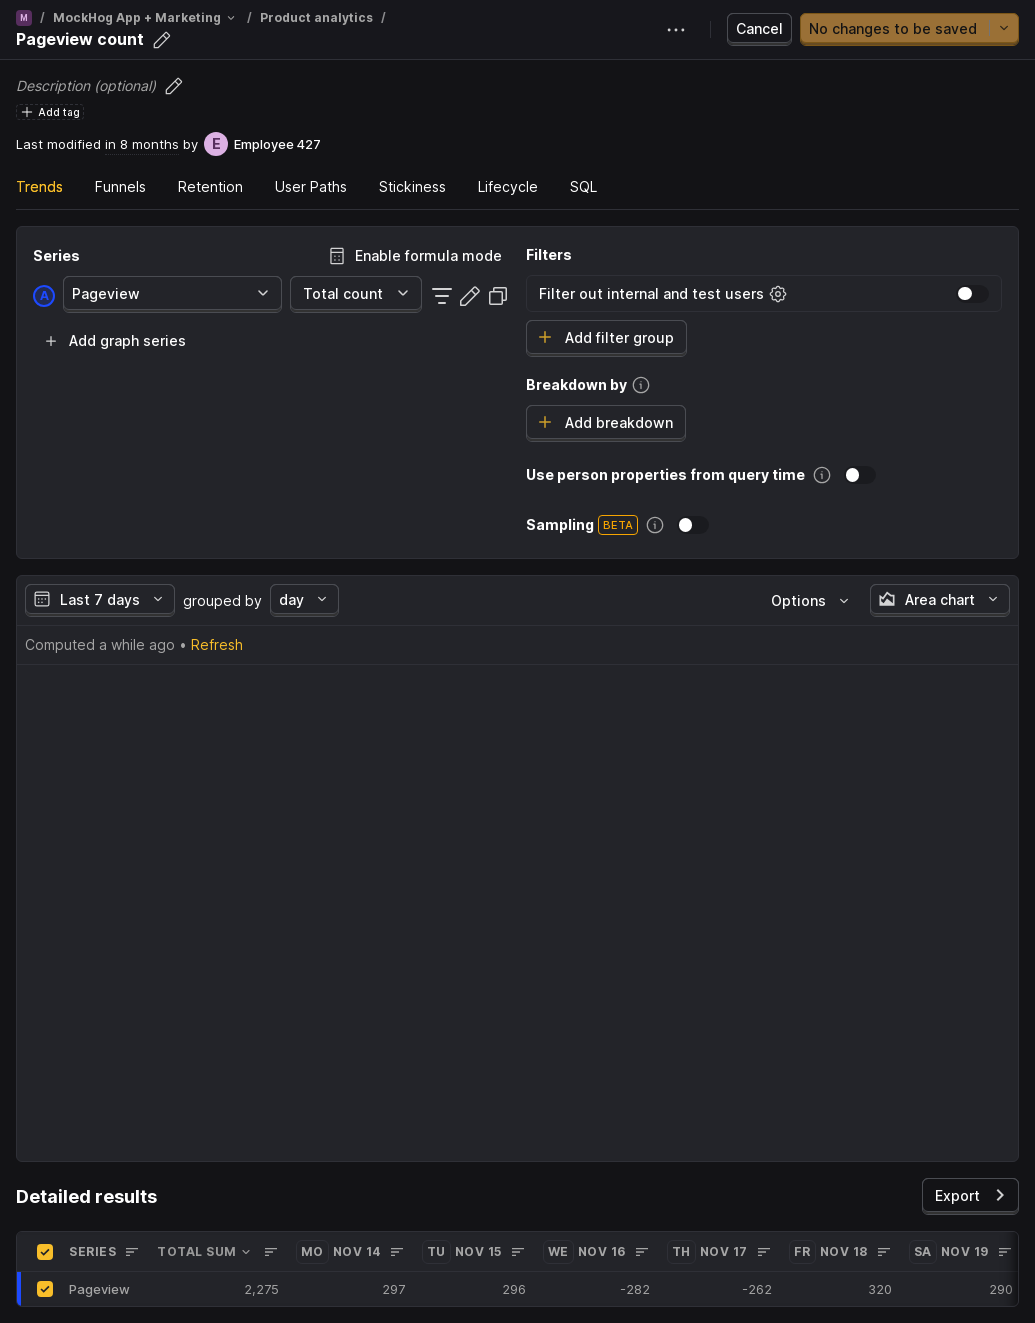 M / MockHog App + Marketing / Product analytics /
Pageview count
Cancel
No changes to be saved
Description (optional)
Add tag
Last modified in 8 months by E Employee 427
Trends Funnels Retention User Paths Stickiness Lifecycle SQL
Series
Enable formula mode
A Pageview Total count
Add graph series
Filters
Filter out internal and test users
Add filter group
Breakdown by
Add breakdown
Use person properties from query time
Sampling BETA
Last 7 days grouped by day Options Area chart
Computed a while ago • Refresh
Detailed results
Export
SERIES TOTAL SUM MO NOV 14 TU NOV 15 WE NOV 16 TH NOV 17 FR NOV 18 SA NOV 19
Pageview 2,275 297 296 -282 -262 320 290